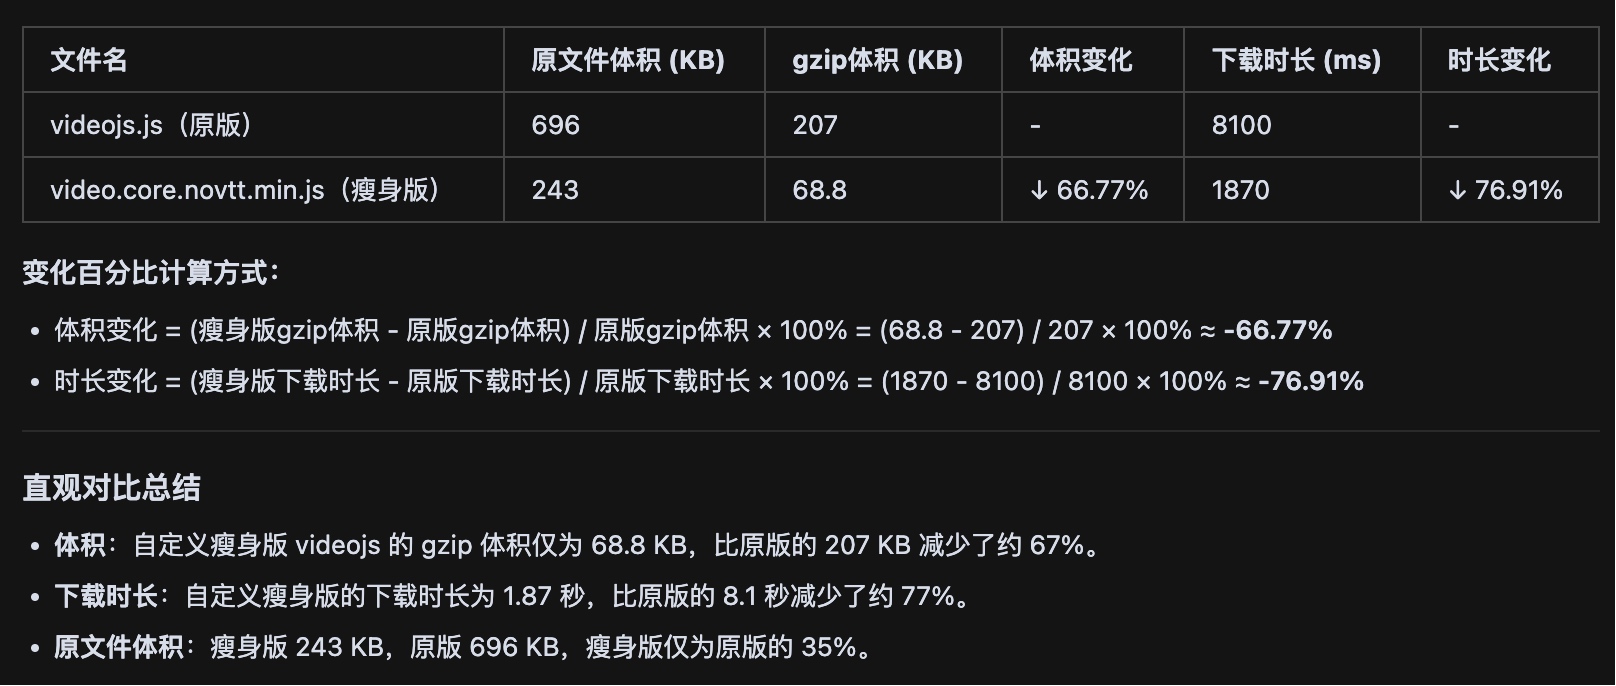 文件名 原文件体积 (KB) gzip体积 (KB) 体积变化 下载时长 (ms) 时长变化
videojs.js（原版） 696 207 - 8100 -
video.core.novtt.min.js（瘦身版） 243 68.8 ↓ 66.77% 1870 ↓ 76.91%
变化百分比计算方式：
• 体积变化 = (瘦身版gzip体积 - 原版gzip体积) / 原版gzip体积 × 100% = (68.8 - 207) / 207 × 100% ≈ -66.77%
• 时长变化 = (瘦身版下载时长 - 原版下载时长) / 原版下载时长 × 100% = (1870 - 8100) / 8100 × 100% ≈ -76.91%
直观对比总结
• 体积：自定义瘦身版 videojs 的 gzip 体积仅为 68.8 KB，比原版的 207 KB 减少了约 67%。
• 下载时长：自定义瘦身版的下载时长为 1.87 秒，比原版的 8.1 秒减少了约 77%。
• 原文件体积：瘦身版 243 KB，原版 696 KB，瘦身版仅为原版的 35%。